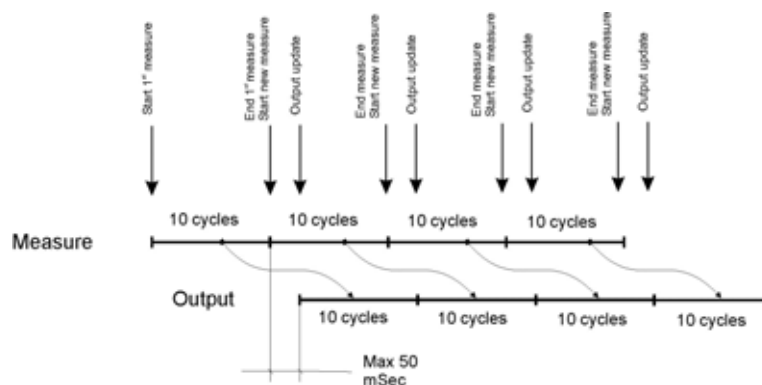 Start 1st measure
End 1st measure
Start new measure
Output update
End measure
Start new measure
Output update
End measure
Start new measure
Output update
End measure
Start new measure
Output update
10 cycles 10 cycles 10 cycles 10 cycles
Measure
Output
10 cycles 10 cycles 10 cycles 10 cycles
Max 50
mSec